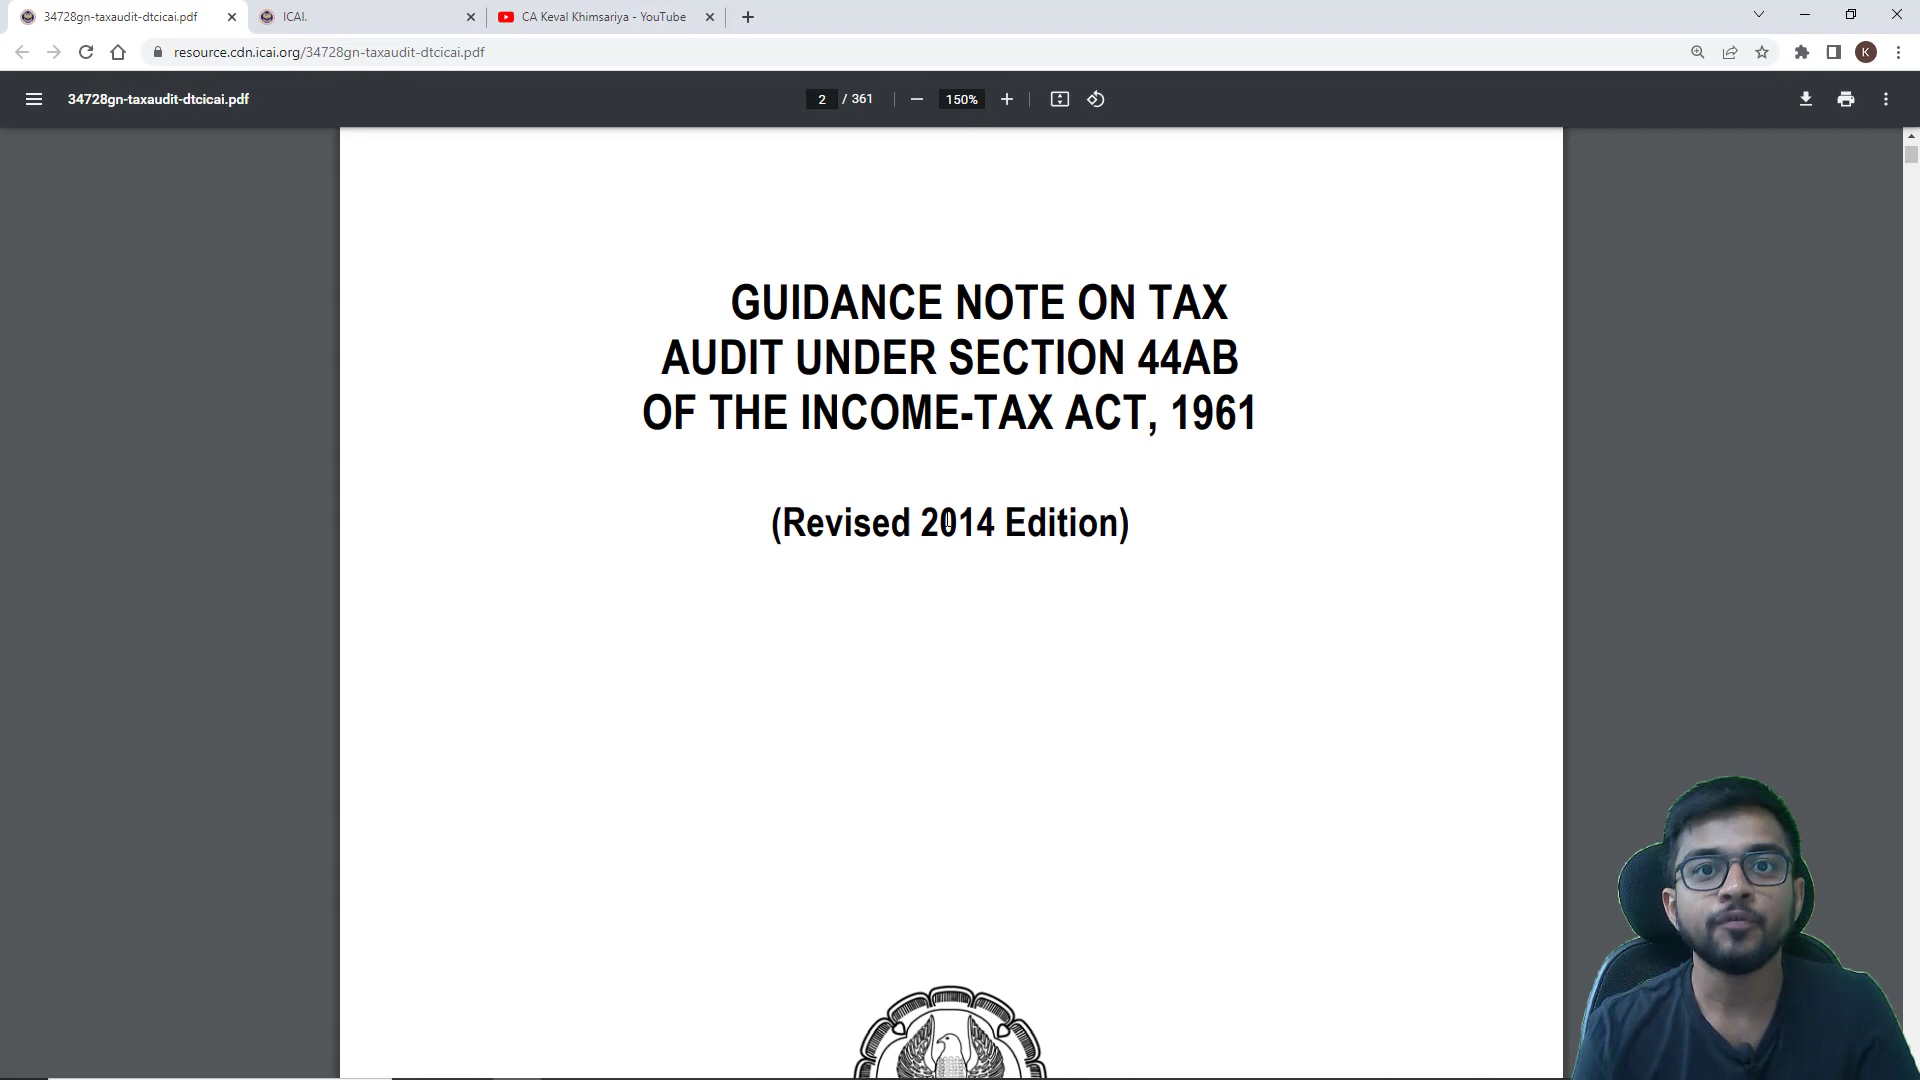 34728gn-taxaudit-dtcicai.pdf
ICAI.
CA Keval Khimsariya - YouTube
resource.cdn.icai.org/34728gn-taxaudit-dtcicai.pdf
K
34728gn-taxaudit-dtcicai.pdf
2 / 361
150%
GUIDANCE NOTE ON TAX
AUDIT UNDER SECTION 44AB
OF THE INCOME-TAX ACT, 1961
(Revised 2014 Edition)